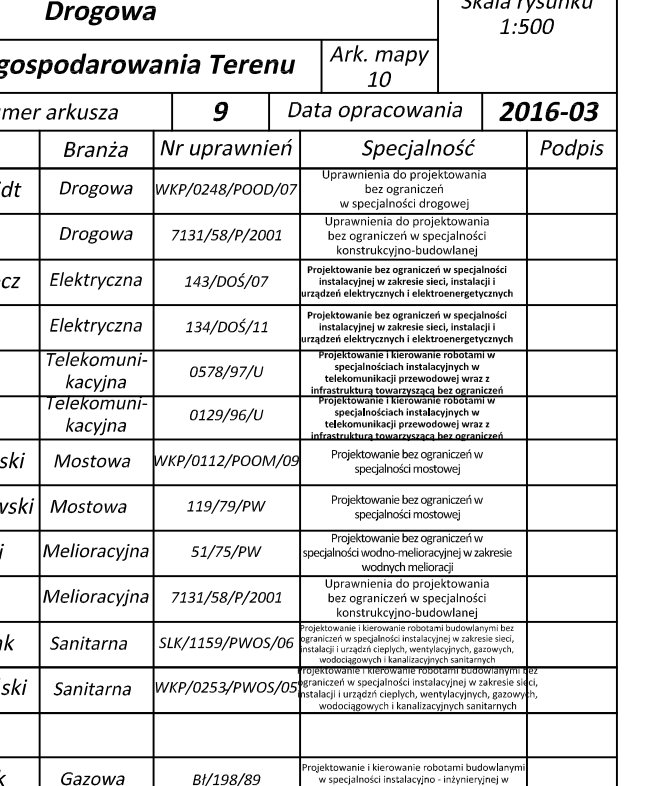 Drogowa
Skala rysunku
1:500
gospodarowania Terenu
Ark. mapy
10
mer arkusza
9
Data opracowania
2016-03
Branża
Nr uprawnień
Specjalność
Podpis
dt
Drogowa
WKP/0248/POOD/07
Uprawnienia do projektowania
bez ograniczeń
w specjalności drogowej
Drogowa
7131/58/P/2001
Uprawnienia do projektowania
bez ograniczeń w specjalności
konstrukcyjno-budowlanej
cz
Elektryczna
143/DOŚ/07
Projektowanie bez ograniczeń w specjalności
instalacyjnej w zakresie sieci, instalacji i
urządzeń elektrycznych i elektroenergetycznych
Elektryczna
134/DOŚ/11
Projektowanie bez ograniczeń w specjalności
instalacyjnej w zakresie sieci, instalacji i
urządzeń elektrycznych i elektroenergetycznych
Telekomuni-
kacyjna
0578/97/U
Projektowanie i kierowanie robotami w
specjalnościach instalacyjnych w
telekomunikacji przewodowej wraz z
infrastrukturą towarzyszącą bez ograniczeń
Telekomuni-
kacyjna
0129/96/U
Projektowanie i kierowanie robotami w
specjalnościach instalacyjnych w
telekomunikacji przewodowej wraz z
infrastrukturą towarzyszącą bez ograniczeń
ski
Mostowa
WKP/0112/POOM/09
Projektowanie bez ograniczeń w
specjalności mostowej
wski
Mostowa
119/79/PW
Projektowanie bez ograniczeń w
specjalności mostowej
i
Melioracyjna
51/75/PW
Projektowanie bez ograniczeń w
specjalności wodno-melioracyjnej w zakresie
wodnych melioracji
Melioracyjna
7131/58/P/2001
Uprawnienia do projektowania
bez ograniczeń w specjalności
konstrukcyjno-budowlanej
ak
Sanitarna
SLK/1159/PWOS/06
Projektowanie i kierowanie robotami budowlanymi bez
ograniczeń w specjalności instalacyjnej w zakresie sieci,
instalacji i urządzń cieplych, wentylacyjnych, gazowych,
wodociągowych i kanalizacyjnych sanitarnych
ski
Sanitarna
WKP/0253/PWOS/05
Projektowanie i kierowanie robotami budowlanymi bez
ograniczeń w specjalności instalacyjnej w zakresie sieci,
instalacji i urządzń cieplych, wentylacyjnych, gazowych,
wodociągowych i kanalizacyjnych sanitarnych
k
Gazowa
Bł/198/89
Projektowanie i kierowanie robotami budowlanymi
w specjalności instalacyjno - inżynieryjnej w